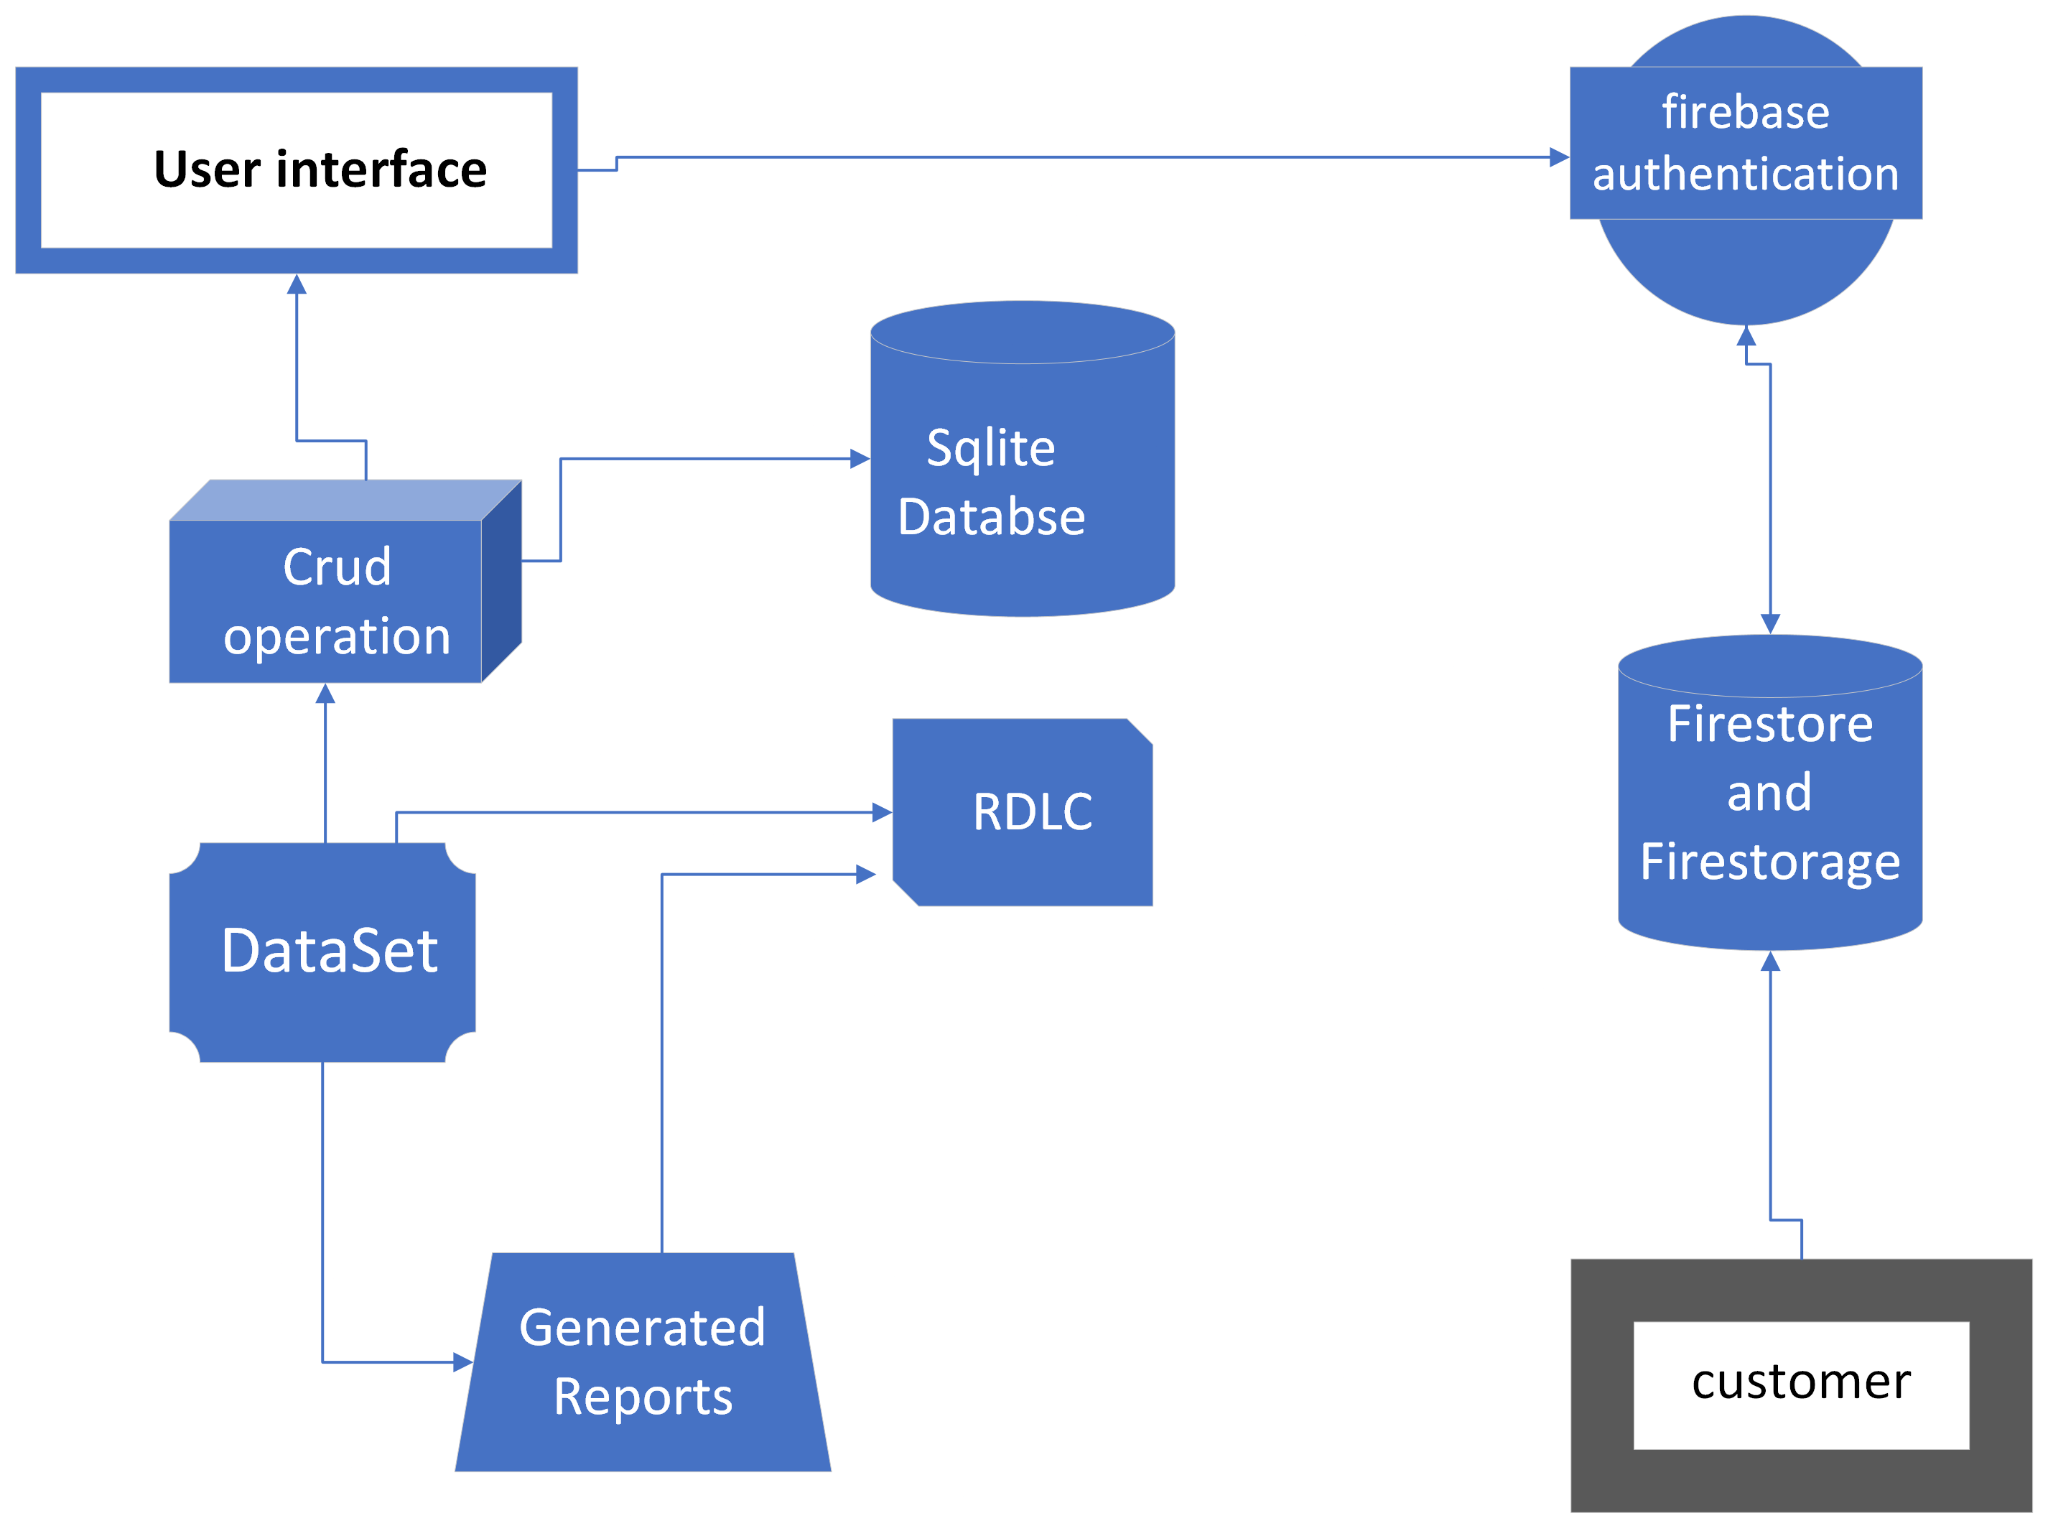 User interface
firebase
authentication
Sqlite
Databse
Crud
operation
RDLC
Firestore
and
Firestorage
DataSet
Generated
Reports
customer